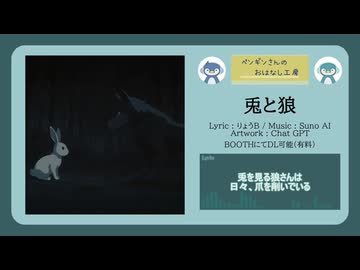 ペンギンさんの
おはなし工房
兎と狼
Lyric : りょうB / Music : Suno AI
Artwork : Chat GPT
BOOTHにてDL可能(有料)
Lyric
兎を見る狼さんは
日々、爪を削いでいる